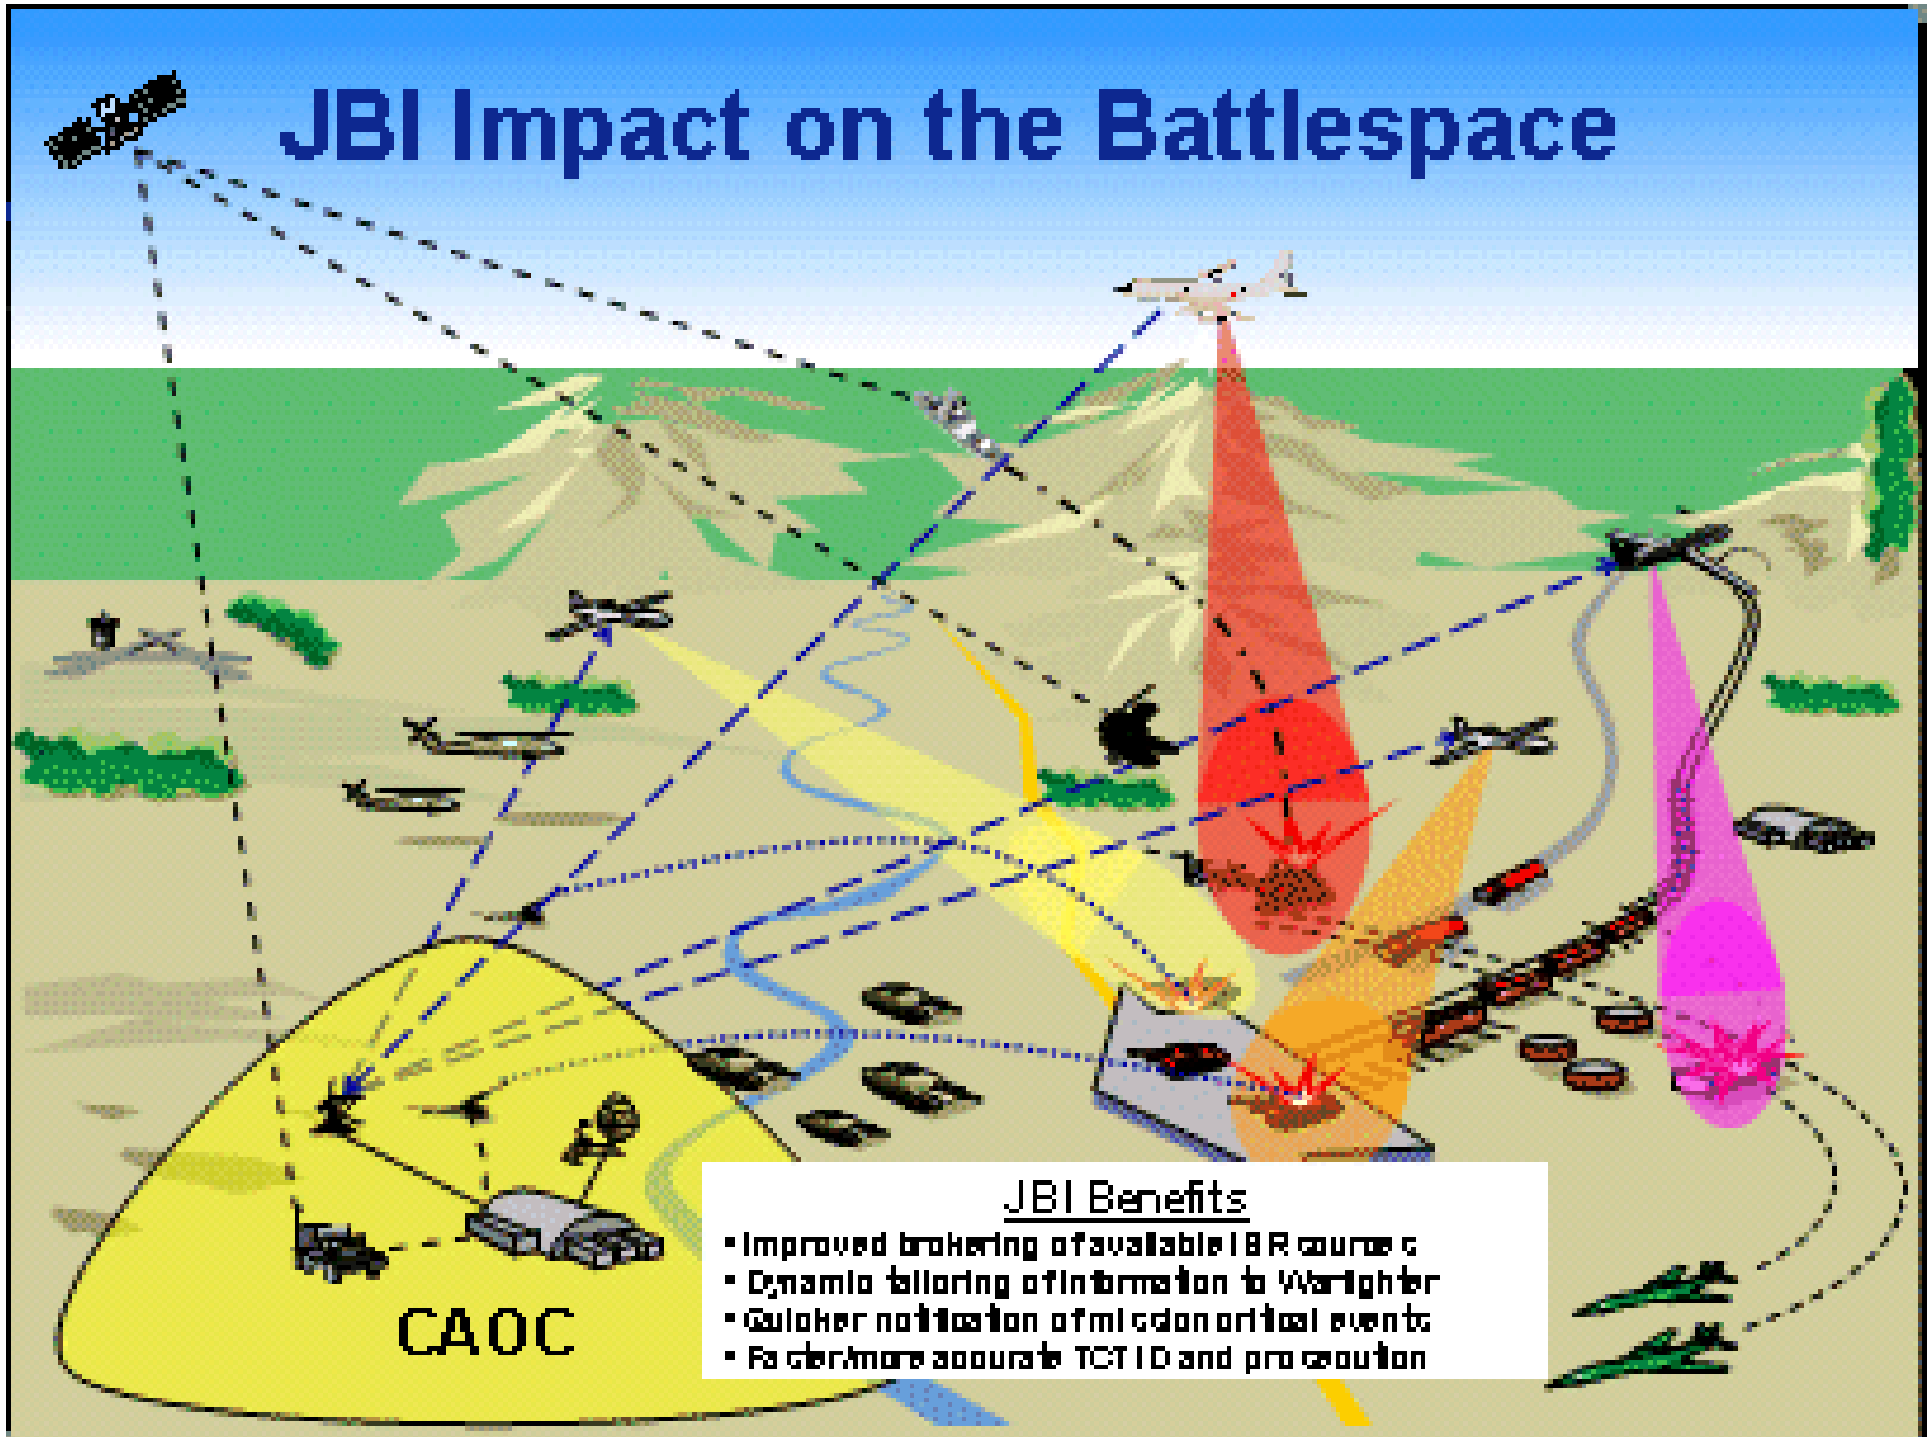 JBI Impact on the Battlespace
CAOC
JBI Benefits
• Improved brokering of available ISR sources
• Dynamic tailoring of information to Warfighter
• Quicker notification of mission critical events
• Faster/more accurate TCT ID and prosecution